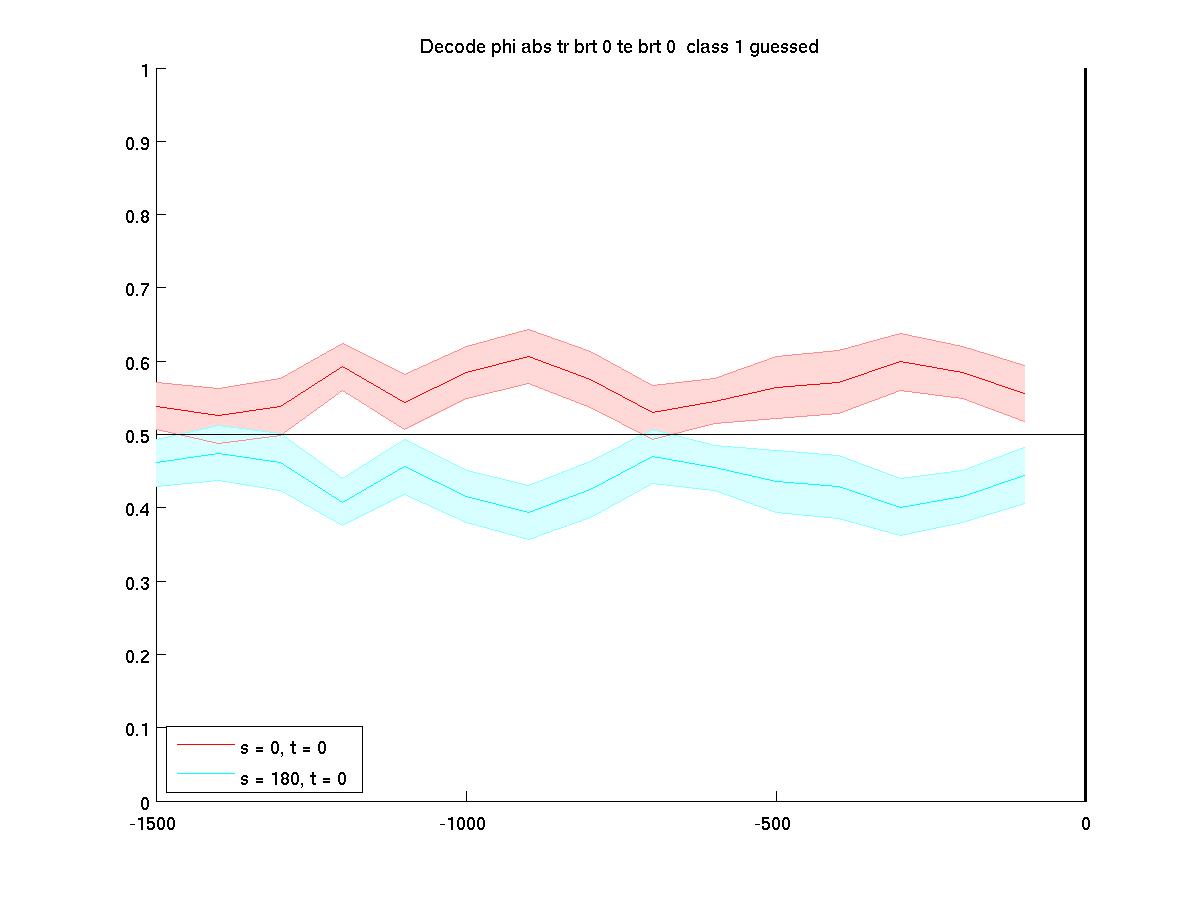 Decode phi abs tr brt 0 te brt 0  class 1 guessed
1
0.9
0.8
0.7
0.6
0.5
0.4
0.3
0.2
0.1
0
s = 0, t = 0
s = 180, t = 0
-1500 -1000 -500 0